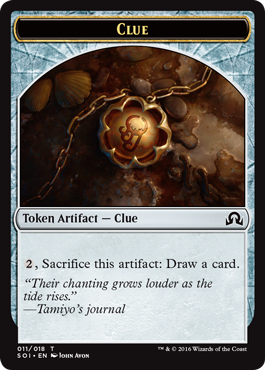 Clue
Token Artifact — Clue
2, Sacrifice this artifact: Draw a card.
“Their chanting grows louder as the
tide rises.”
—Tamiyo’s journal
011/018 T
SOI • EN John Avon
™ & © 2016 Wizards of the Coast